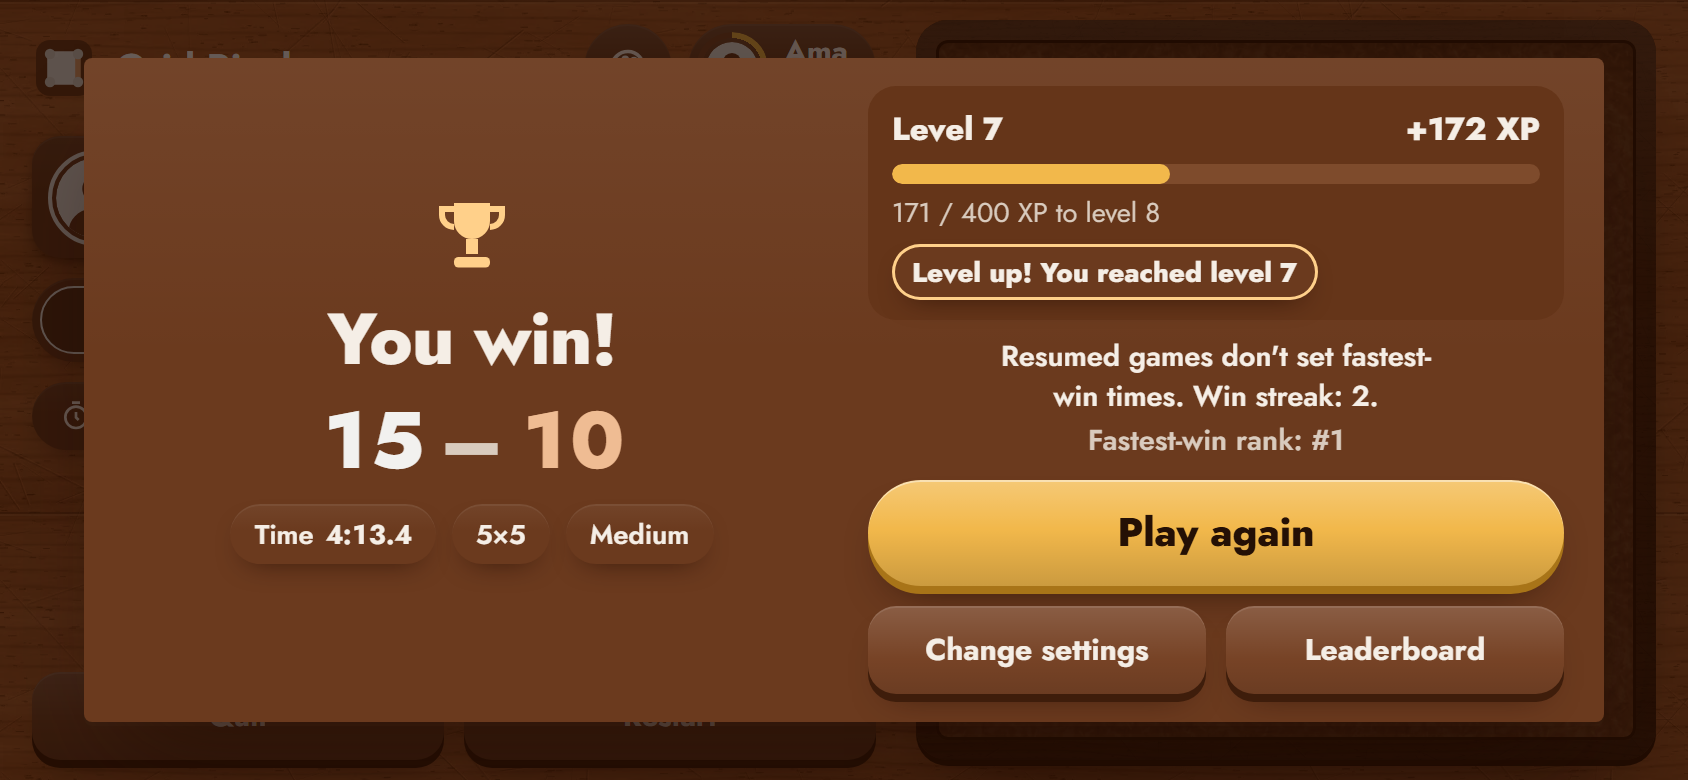 Ama
You win!
15 – 10
Time 4:13.4
5×5
Medium
Level 7
+172 XP
171 / 400 XP to level 8
Level up! You reached level 7
Resumed games don't set fastest-
win times. Win streak: 2.
Fastest-win rank: #1
Play again
Change settings
Leaderboard